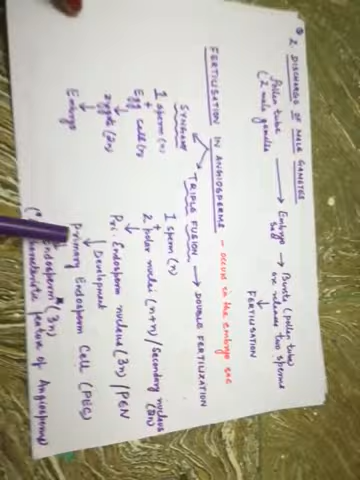 2. DISCHARGE OF MALE GAMETES
Pollen tube → Embryo Sac → Bursts (pollen tube)
(2 male gametes) or releases two sperms
↓
FERTILISATION
FERTILISATION IN ANGIOSPERMS - occurs in the embryo sac
SYNGAMY TRIPLE FUSION → DOUBLE FERTILIZATION
1 sperm (n) 1 sperm (n)
+ +
Egg cell (n) 2 polar nuclei (n+n) / Secondary nucleus (2n)
↓ ↓
zygote (2n) Pri. Endosperm nucleus (3n) / PEN
↓ ↓
Embryo Primary Endosperm Cell (PEC)
↓ Development
Endosperm (3n)
characteristic feature of Angiosperms)